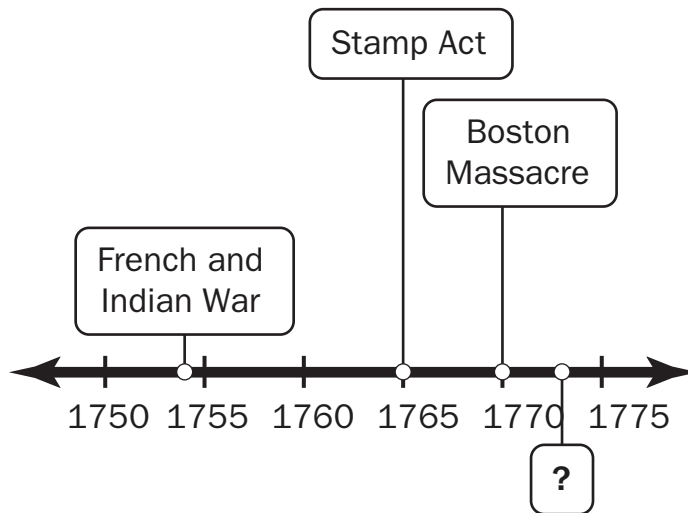 Stamp Act
Boston
Massacre
French and
Indian War
1750 1755 1760 1765 1770 1775
?